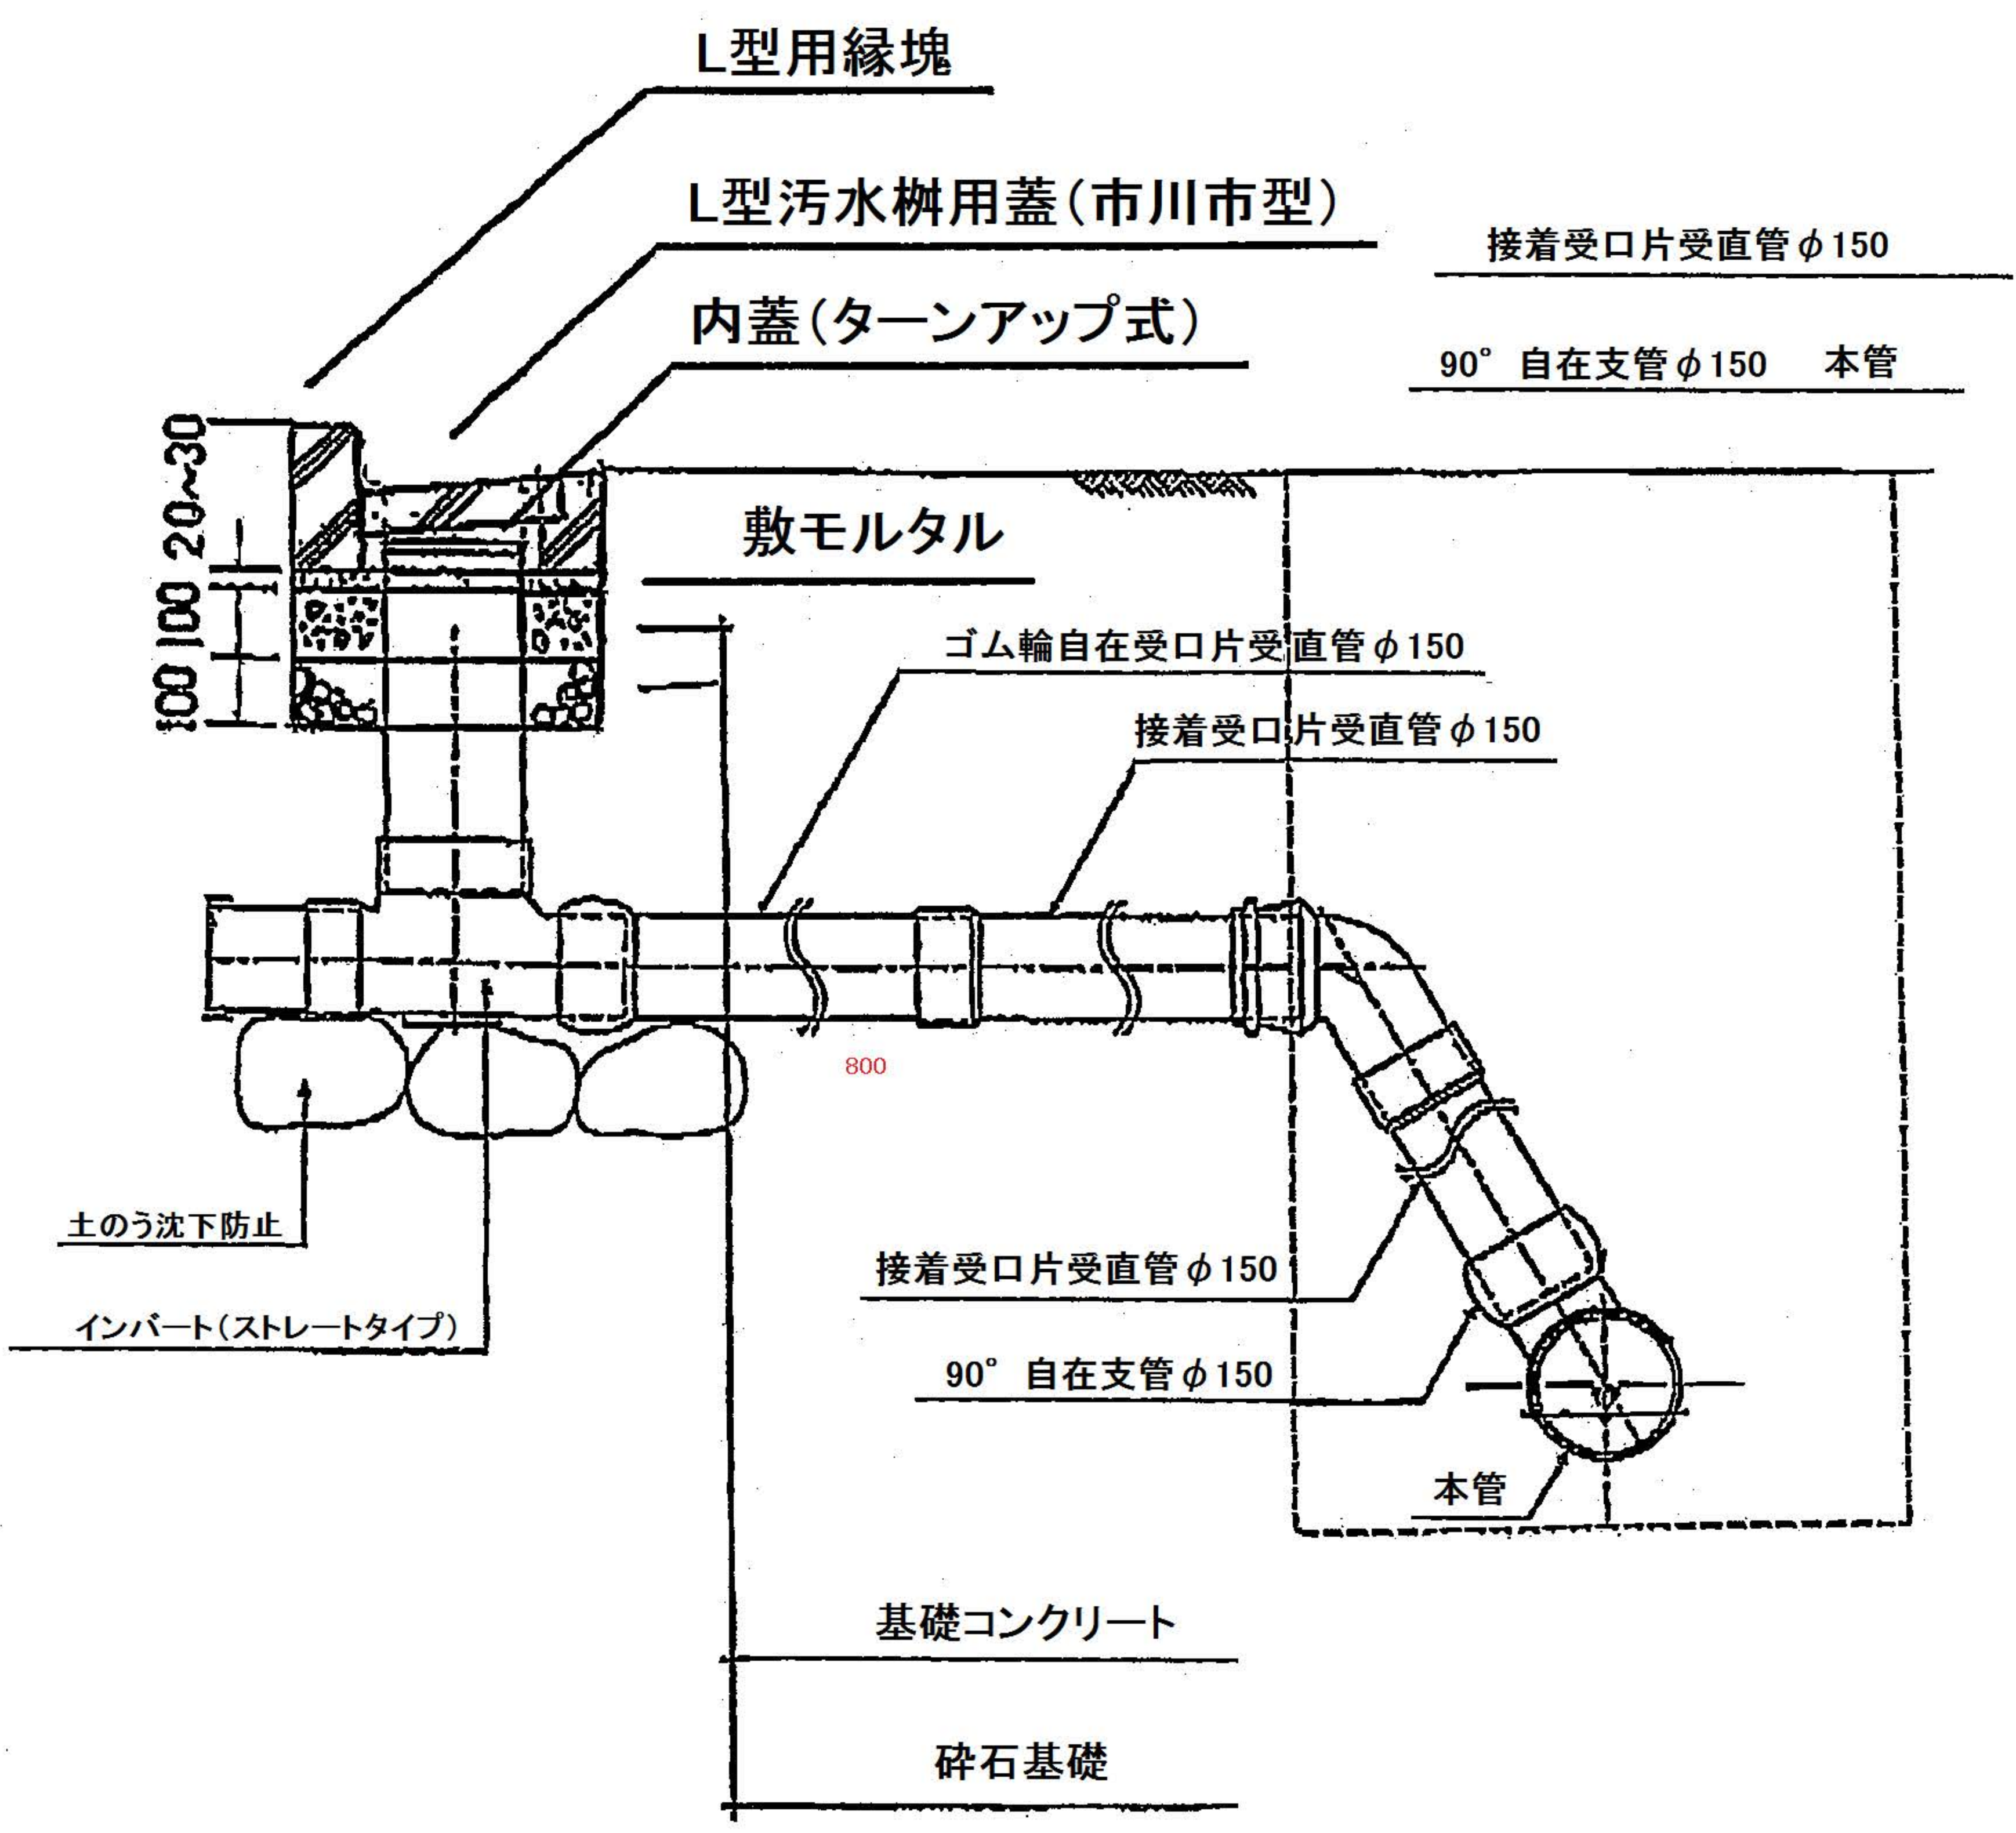 L型用縁塊
L型汚水桝用蓋(市川市型)
接着受口片受直管φ150
内蓋(ターンアップ式)
90° 自在支管φ150 本管
20~30
敷モルタル
100
ゴム輪自在受口片受直管φ150
100
接着受口片受直管φ150
800
土のう沈下防止
接着受口片受直管φ150
インバート(ストレートタイプ)
90° 自在支管φ150
本管
基礎コンクリート
砕石基礎